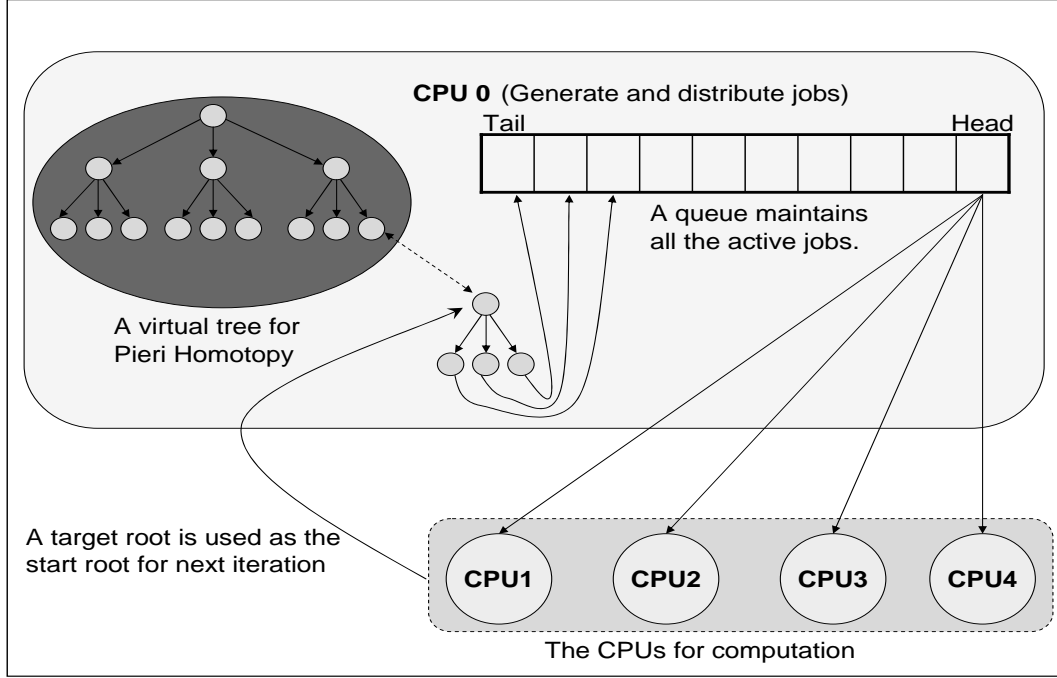 CPU 0 (Generate and distribute jobs)
Tail
Head
A queue maintains
all the active jobs.
A virtual tree for
Pieri Homotopy
A target root is used as the
start root for next iteration
CPU1
CPU2
CPU3
CPU4
The CPUs for computation